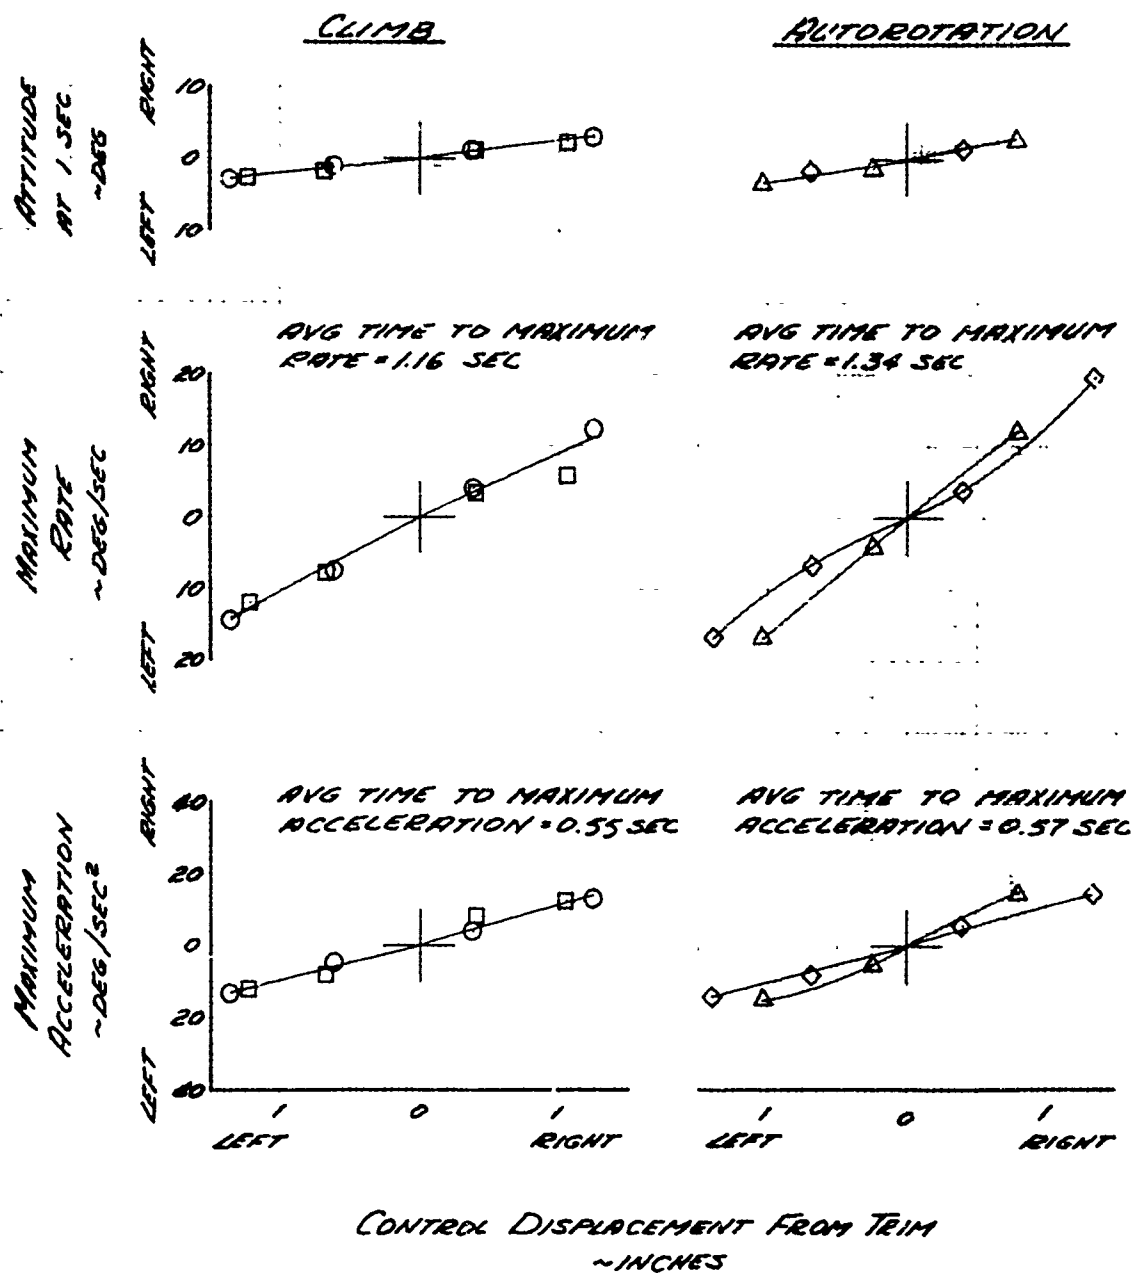 CLIMB
AUTOROTATION
ATTITUDE
AT 1 SEC.
~DEG
RIGHT
LEFT
10
0
10
AVG TIME TO MAXIMUM
RATE = 1.16 SEC
AVG TIME TO MAXIMUM
RATE = 1.34 SEC
MAXIMUM
RATE
~DEG/SEC
RIGHT
LEFT
20
10
0
10
20
AVG TIME TO MAXIMUM
ACCELERATION = 0.55 SEC
AVG TIME TO MAXIMUM
ACCELERATION = 0.57 SEC
MAXIMUM
ACCELERATION
~DEG/SEC²
RIGHT
LEFT
40
20
0
20
40
1 0 1
LEFT RIGHT
1 0 1
LEFT RIGHT
CONTROL DISPLACEMENT FROM TRIM
~INCHES